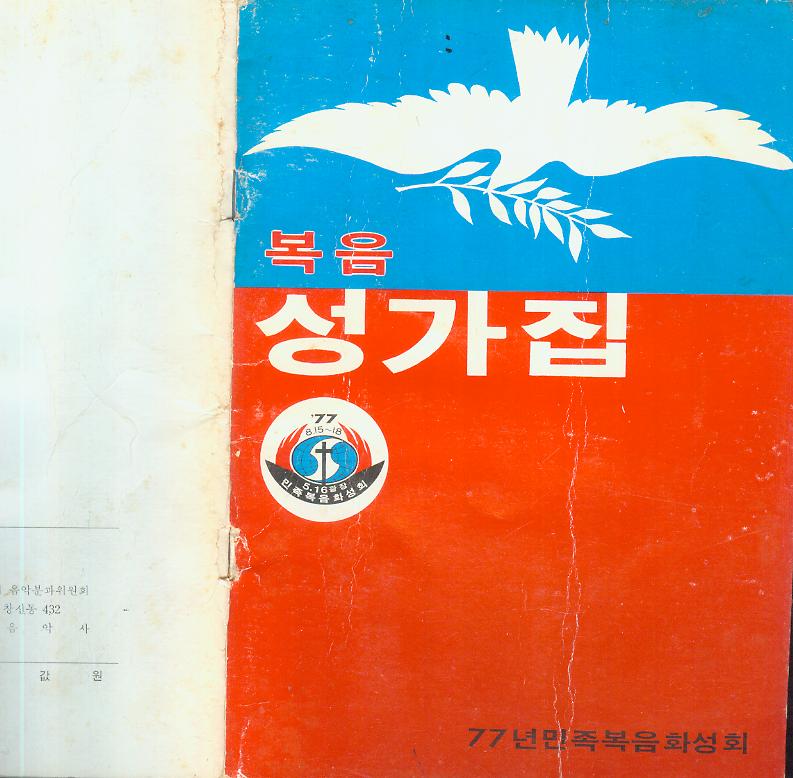 음악분과위원회
창신동 432
음 악 사
값 원
복음
성가집
'77
8.15~18
5.16광장
민족복음화성회
77년민족복음화성회